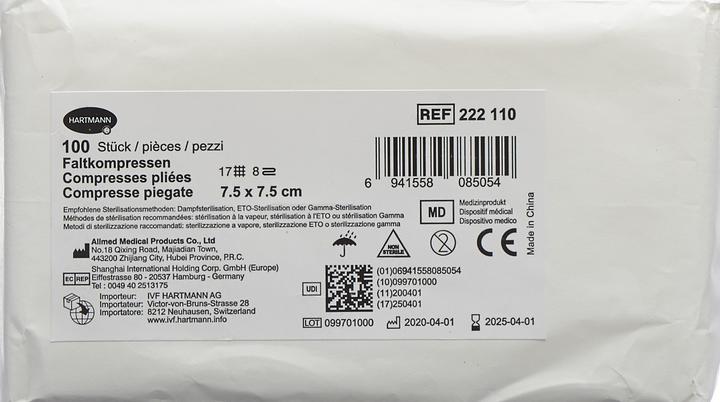 HARTMANN
REF 222 110
100 Stück / pièces / pezzi
Faltkompressen
Compresses pliées
Compresse piegate
17 8
7.5 x 7.5 cm
6 941558 085054
Empfohlene Sterilisationsmethoden: Dampfsterilisation, ETO-Sterilisation oder Gamma-Sterilisation
Méthodes de stérilisation recommandées: stérilisation à la vapeur, stérilisation à l'ETO ou stérilisation Gamma
Metodi di sterilizzazione raccomandati: sterilizzazione a vapore, sterilizzazione ETO o sterilizzazione gamma
MD
Medizinprodukt
Dispositif médical
Dispositivo medico
Made in China
Allmed Medical Products Co., Ltd
No.18 Qixing Road, Majiadian Town,
443200 Zhijiang City, Hubei Province, P.R.C.
NON
STERILE
2
CE
EC REP
Shanghai International Holding Corp. GmbH (Europe)
Eiffestrasse 80 - 20537 Hamburg - Germany
Tel : 0049 40 2513175
UDI
(01)06941558085054
(10)099701000
(11)200401
(17)250401
Importeur: IVF HARTMANN AG
Importateur: Victor-von-Bruns-Strasse 28
Importatore: 8212 Neuhausen, Switzerland
www.ivf.hartmann.info
LOT 099701000
2020-04-01
2025-04-01